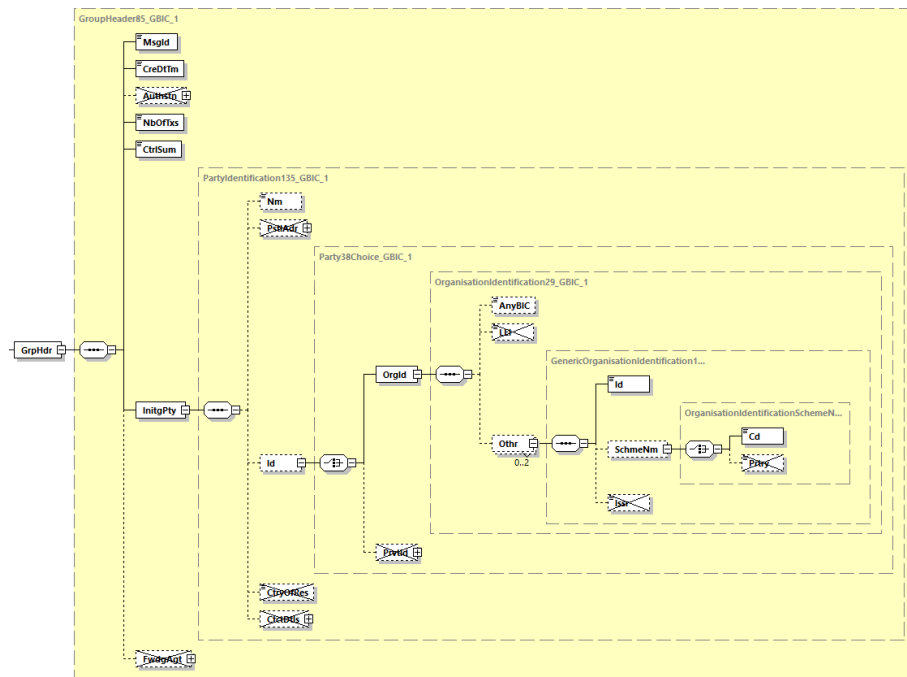 GroupHeader85_GBIC_1
MsgId
CreDtTm
Authstn
NbOfTxs
CtrlSum
PartyIdentification135_GBIC_1
Nm
PstlAdr
Party38Choice_GBIC_1
OrganisationIdentification29_GBIC_1
AnyBIC
LEI
GenericOrganisationIdentification1...
GrpHdr
OrgId
Id
OrganisationIdentificationSchemeN...
InitgPty
Cd
Othr
SchmeNm
0..2
Id
Prtry
Issr
PrvtId
CtryOfRes
CtctDtls
FwdgAgt